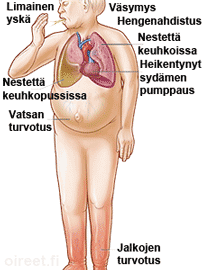 Limainen
yskä
Väsymys
Hengenahdistus
Nestettä
keuhkoissa
Heikentynyt
sydämen
pumppaus
Nestettä
keuhkopussissa
Vatsan
turvotus
Jalkojen
turvotus
oireet.fi